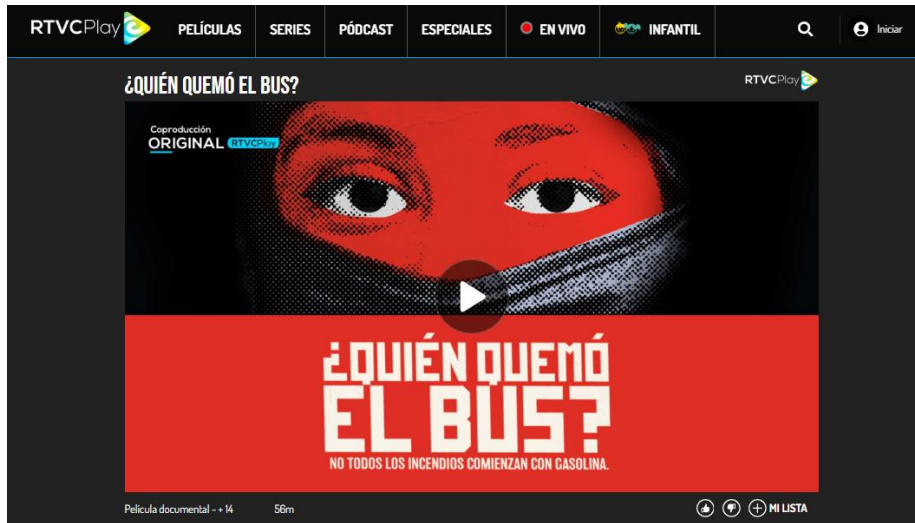 RTVCPlay PELÍCULAS SERIES PÓDCAST ESPECIALES EN VIVO INFANTIL Iniciar
¿QUIÉN QUEMÓ EL BUS? RTVCPlay
Coproducción
ORIGINAL RTVCPlay
¿QUIÉN QUEMÓ
EL BUS?
NO TODOS LOS INCENDIOS COMIENZAN CON GASOLINA.
Película documental - + 14 56m MI LISTA